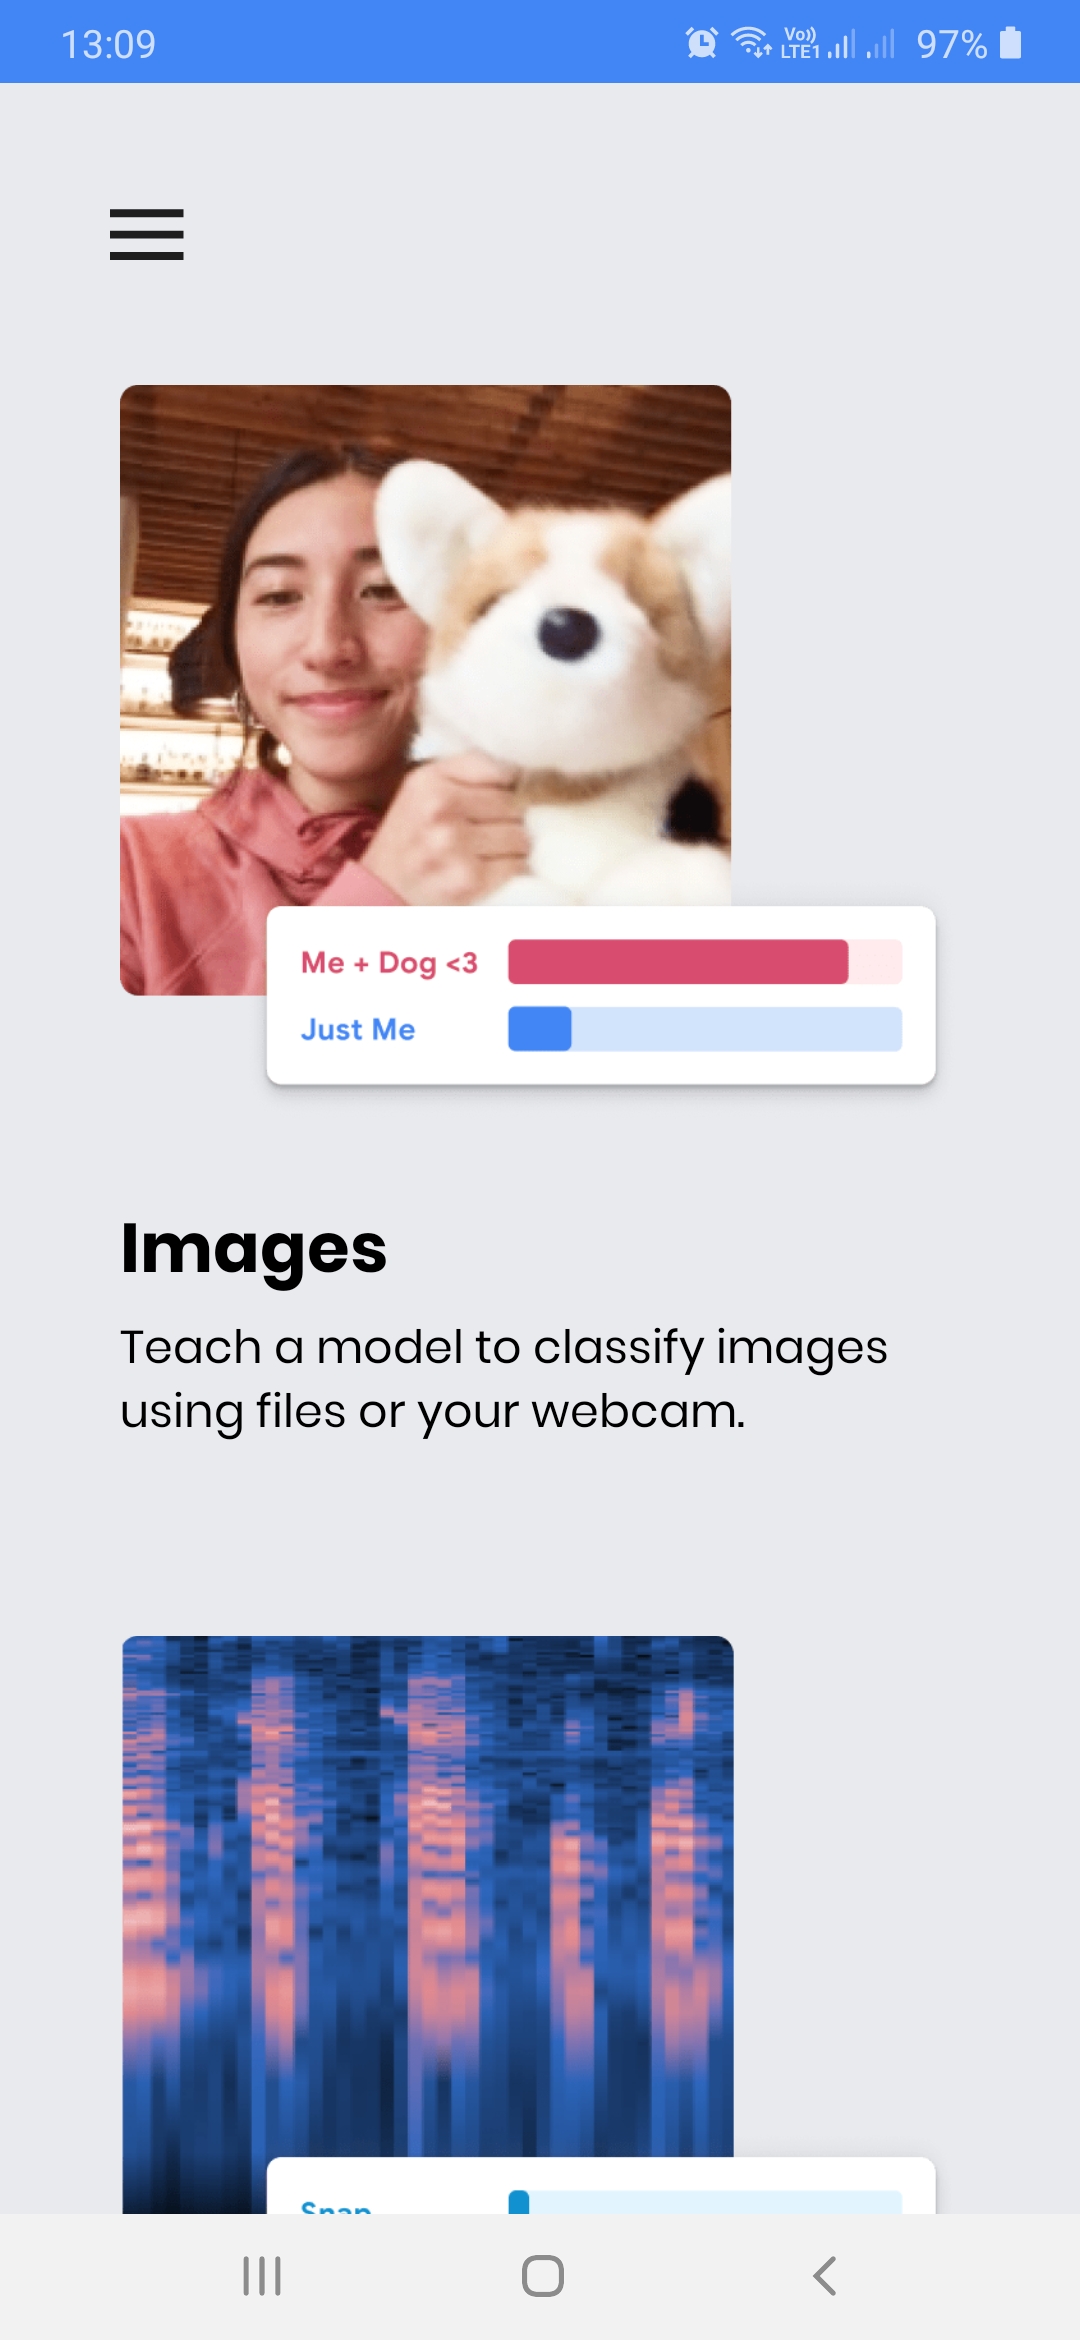 13:09
Vo)) LTE1 97%
Me + Dog <3
Just Me
Images
Teach a model to classify images
using files or your webcam.
Snap